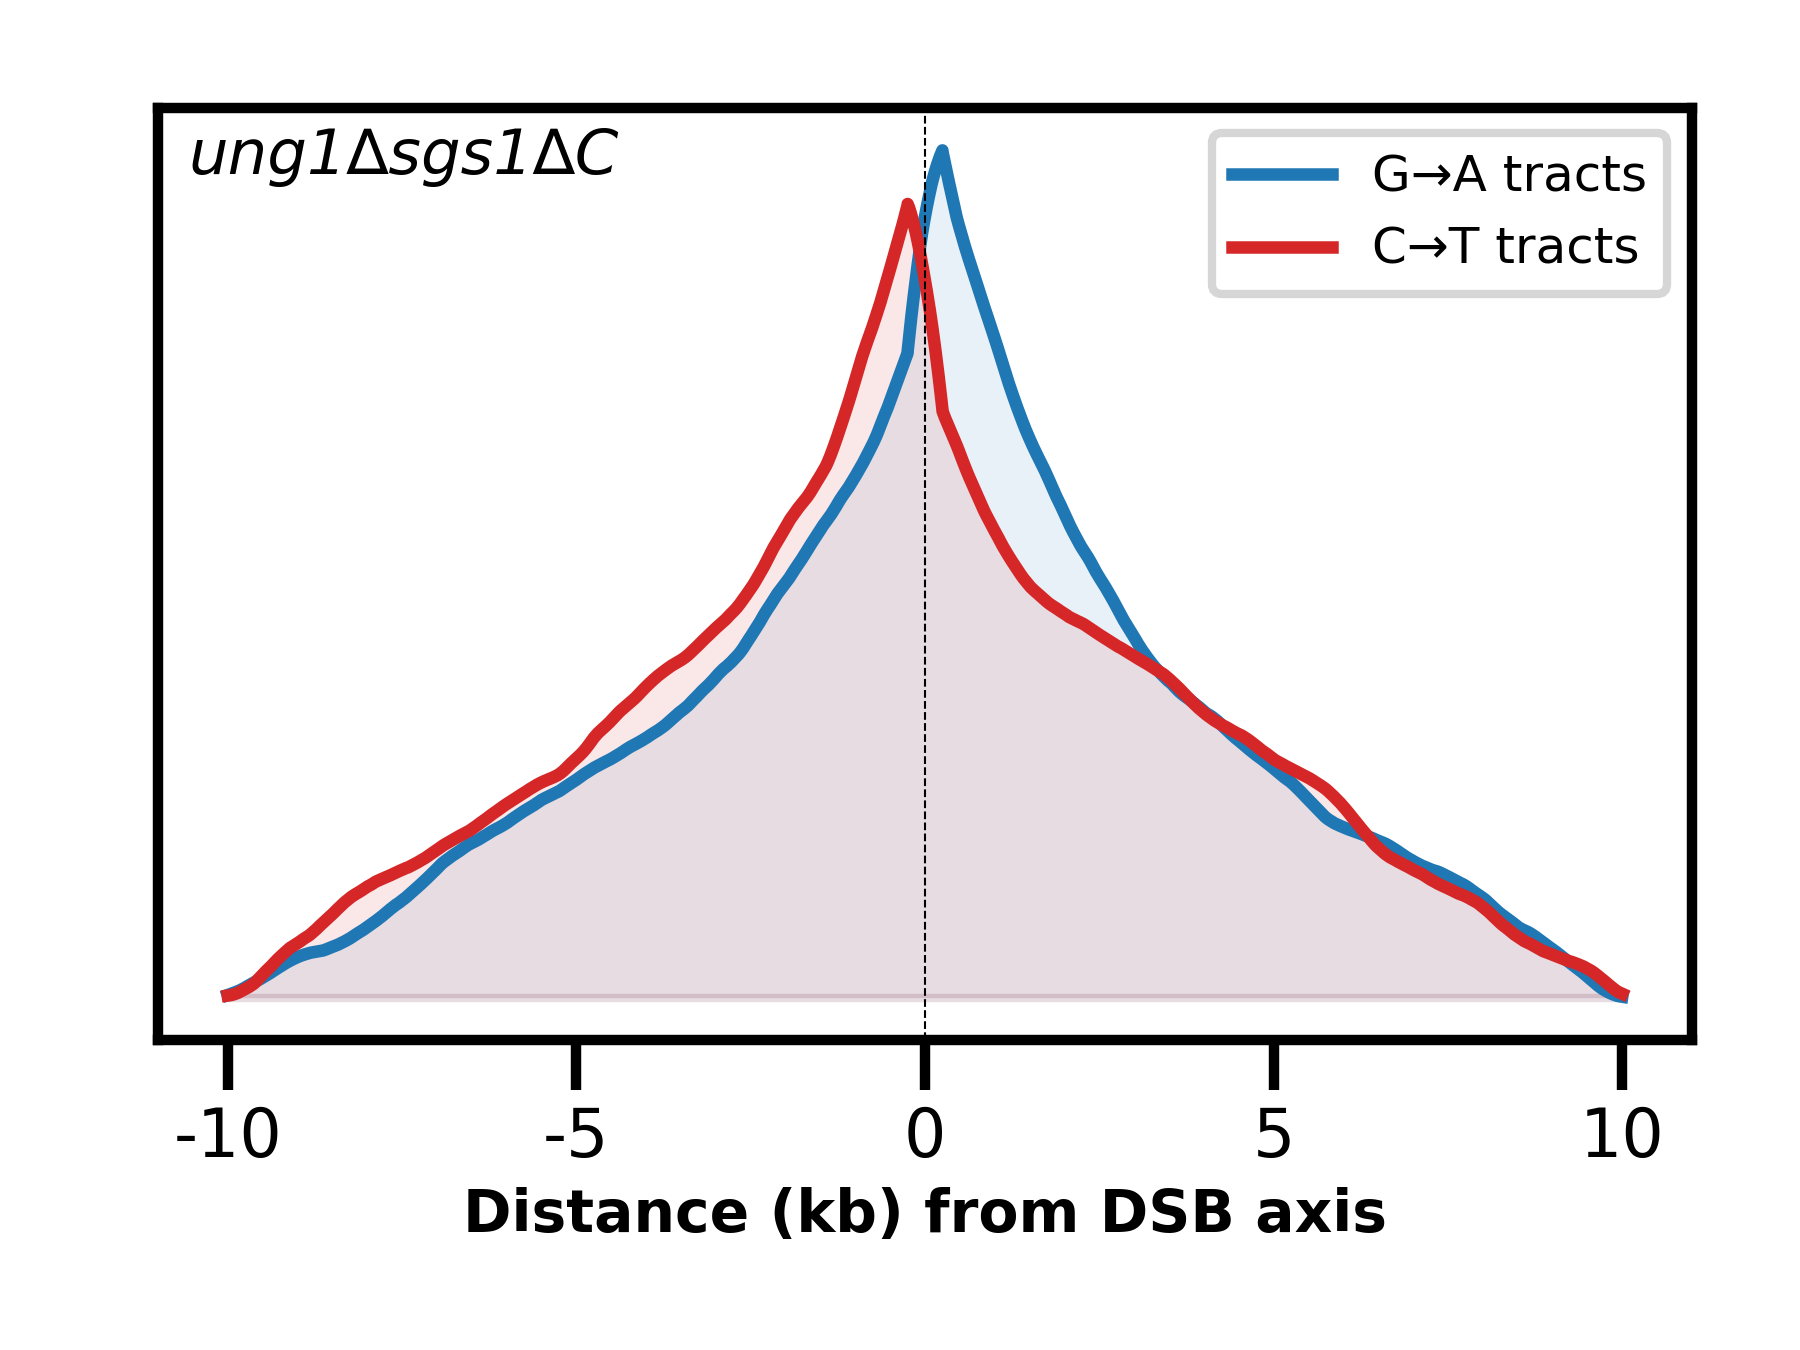 ung1Δsgs1ΔC
G→A tracts
C→T tracts
-10 -5 0 5 10
Distance (kb) from DSB axis